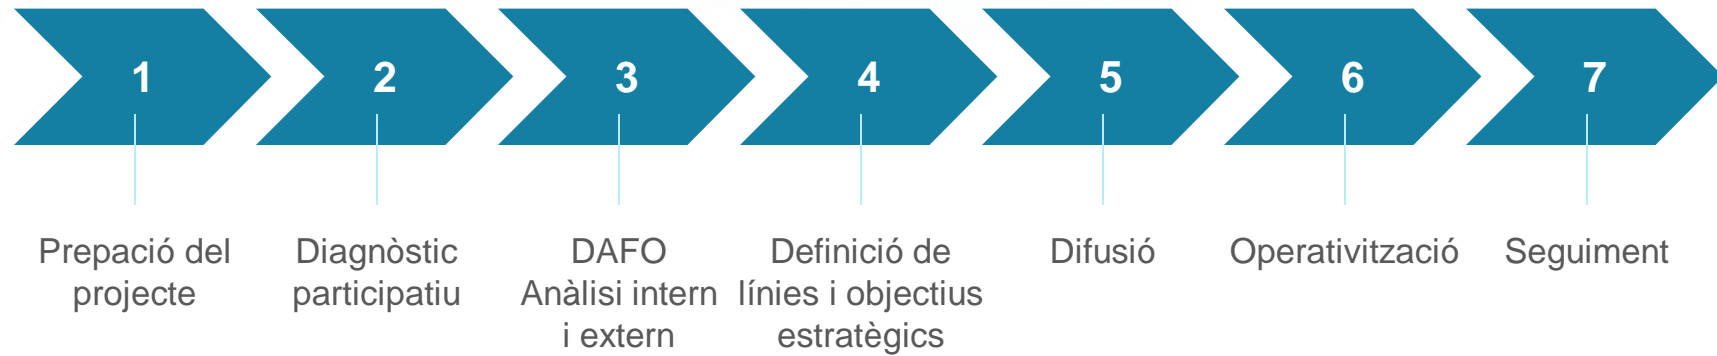 1
2
3
4
5
6
7
Prepació del
projecte
Diagnòstic
participatiu
DAFO
Anàlisi intern
i extern
Definició de
línies i objectius
estratègics
Difusió
Operativització
Seguiment